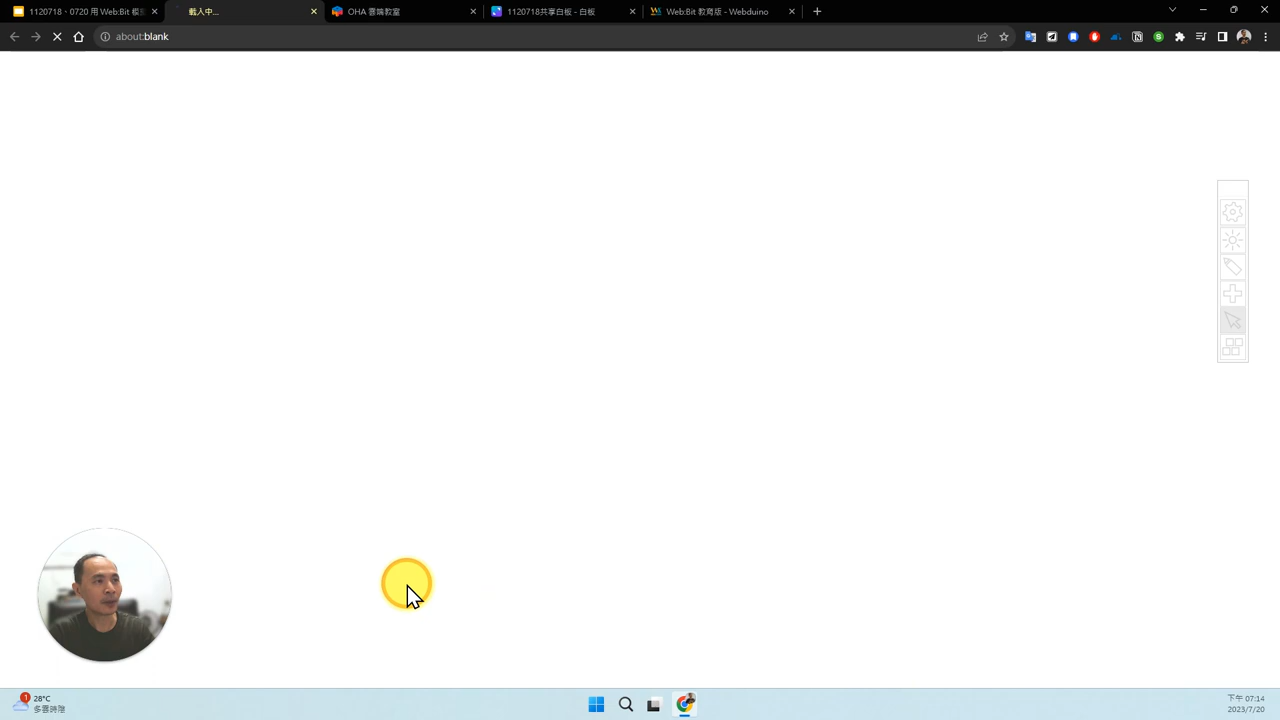 1120718、0720 用 Web:Bit 模
載入中...
OHA 雲端教室
1120718共享白板 - 白板
Web:Bit 教育版 - Webduino
about:blank
1
28°C
多雲時陰
下午 07:14
2023/7/20